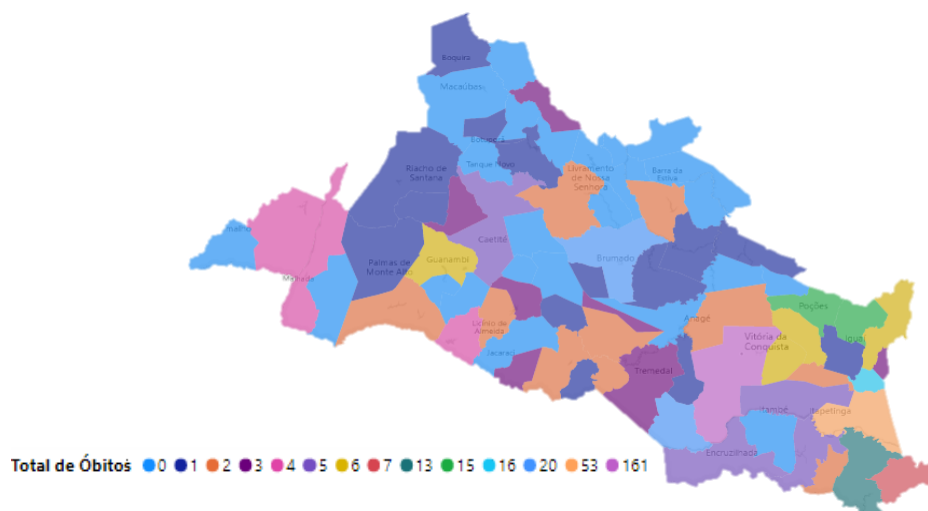 Boquira
Macaúbas
Tanque Novo
Riacho de
Santana
Livramento
de Nossa
Senhora
Barra da
Estiva
Caetité
Guanambi
Brumado
Palmas de
Monte Alto
Malhada
Poções
Anagé
Licínio de
Almeida
Vitória da
Conquista
Iguaí
Jacaraci
Tremedal
Itambé
Itapetinga
Encruzilhada
Total de Óbitos 0 1 2 3 4 5 6 7 13 15 16 20 53 161